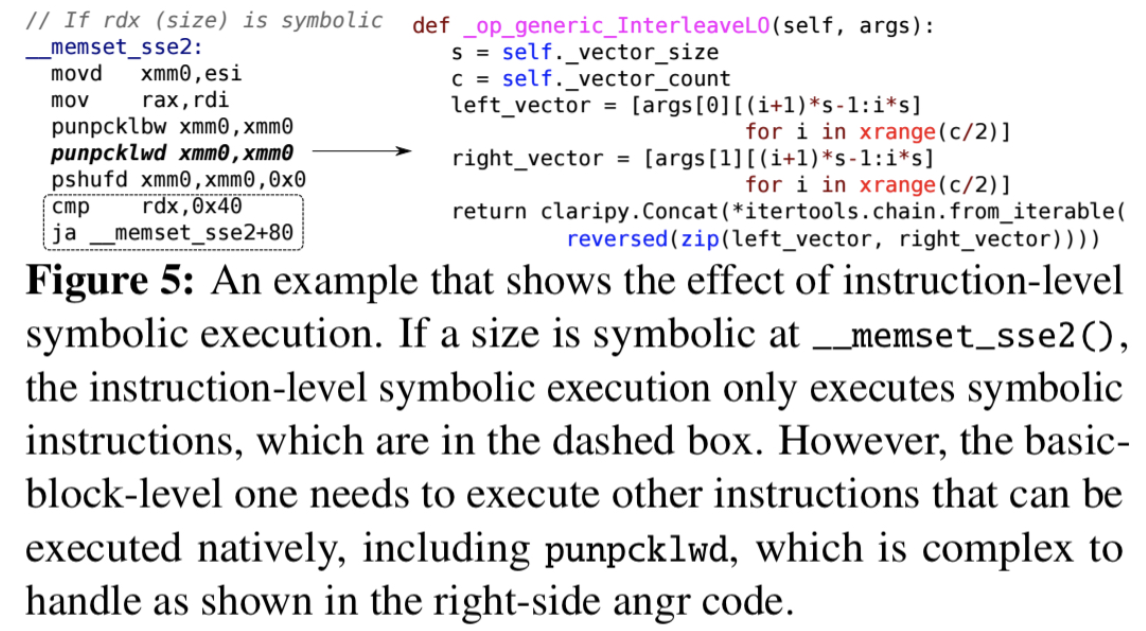 // If rdx (size) is symbolic
__memset_sse2:
movd xmm0,esi
mov rax,rdi
punpcklbw xmm0,xmm0
punpcklwd xmm0,xmm0
pshufd xmm0,xmm0,0x0
cmp rdx,0x40
ja __memset_sse2+80
def _op_generic_InterleaveLO(self, args):
s = self._vector_size
c = self._vector_count
left_vector = [args[0][(i+1)*s-1:i*s]
for i in xrange(c/2)]
right_vector = [args[1][(i+1)*s-1:i*s]
for i in xrange(c/2)]
return claripy.Concat(*itertools.chain.from_iterable(
reversed(zip(left_vector, right_vector))))
Figure 5: An example that shows the effect of instruction-level
symbolic execution. If a size is symbolic at __memset_sse2(),
the instruction-level symbolic execution only executes symbolic
instructions, which are in the dashed box. However, the basic-
block-level one needs to execute other instructions that can be
executed natively, including punpcklwd, which is complex to
handle as shown in the right-side angr code.